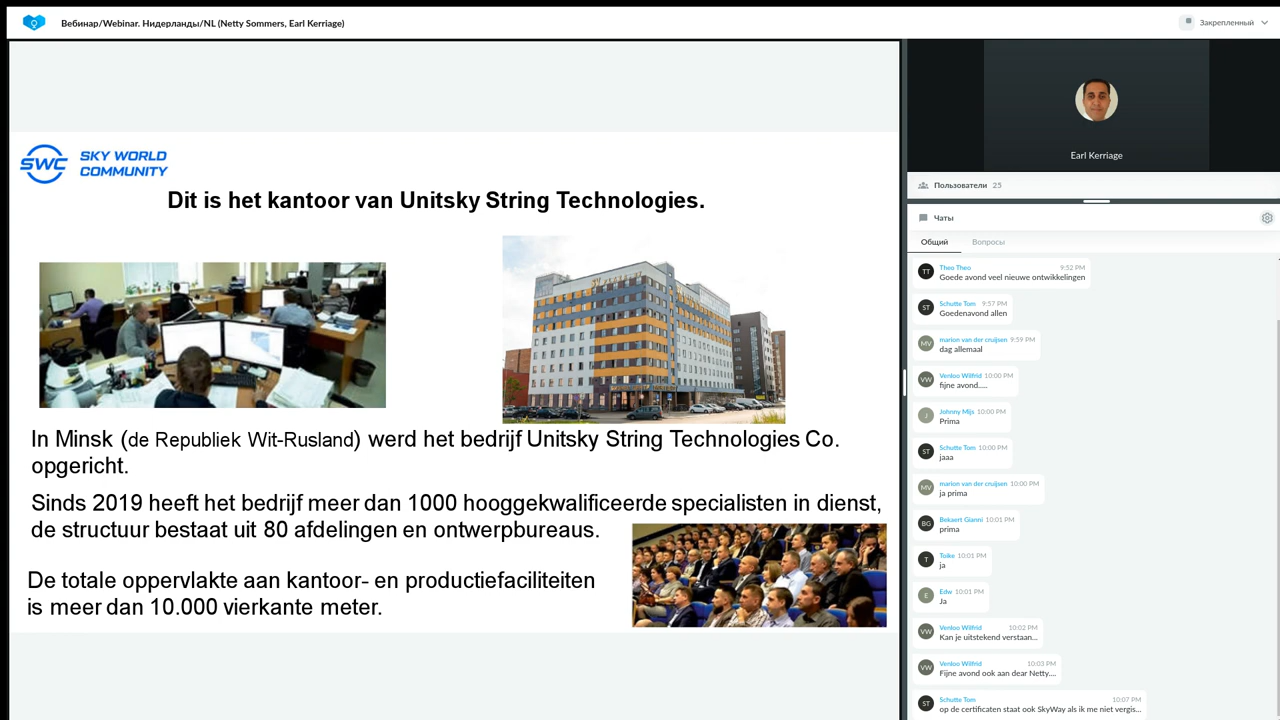 Вебинар/Webinar. Нидерланды/NL (Netty Sommers, Earl Kerriage)
Закрепленный
SWC SKY WORLD
COMMUNITY
Dit is het kantoor van Unitsky String Technologies.
In Minsk (de Republiek Wit-Rusland) werd het bedrijf Unitsky String Technologies Co.
opgericht.
Sinds 2019 heeft het bedrijf meer dan 1000 hooggekwalificeerde specialisten in dienst,
de structuur bestaat uit 80 afdelingen en ontwerpbureaus.
De totale oppervlakte aan kantoor- en productiefaciliteiten
is meer dan 10.000 vierkante meter.
Earl Kerriage
Пользователи 25
Чаты
Общий Вопросы
TT Theo Theo 9:52 PM
Goede avond veel nieuwe ontwikkelingen
ST Schutte Tom 9:57 PM
Goedenavond allen
MV marion van der cruijsen 9:59 PM
dag allemaal
VW Venloo Wilfrid 10:00 PM
fijne avond.....
J Johnny Mijs 10:00 PM
Prima
ST Schutte Tom 10:00 PM
jaaa
MV marion van der cruijsen 10:00 PM
ja prima
BG Bekaert Gianni 10:01 PM
prima
T Toike 10:01 PM
ja
E Edw 10:01 PM
Ja
VW Venloo Wilfrid 10:02 PM
Kan je uitstekend verstaan...
VW Venloo Wilfrid 10:03 PM
Fijne avond ook aan dear Netty....
ST Schutte Tom 10:07 PM
op de certificaten staat ook SkyWay als ik me niet vergis...